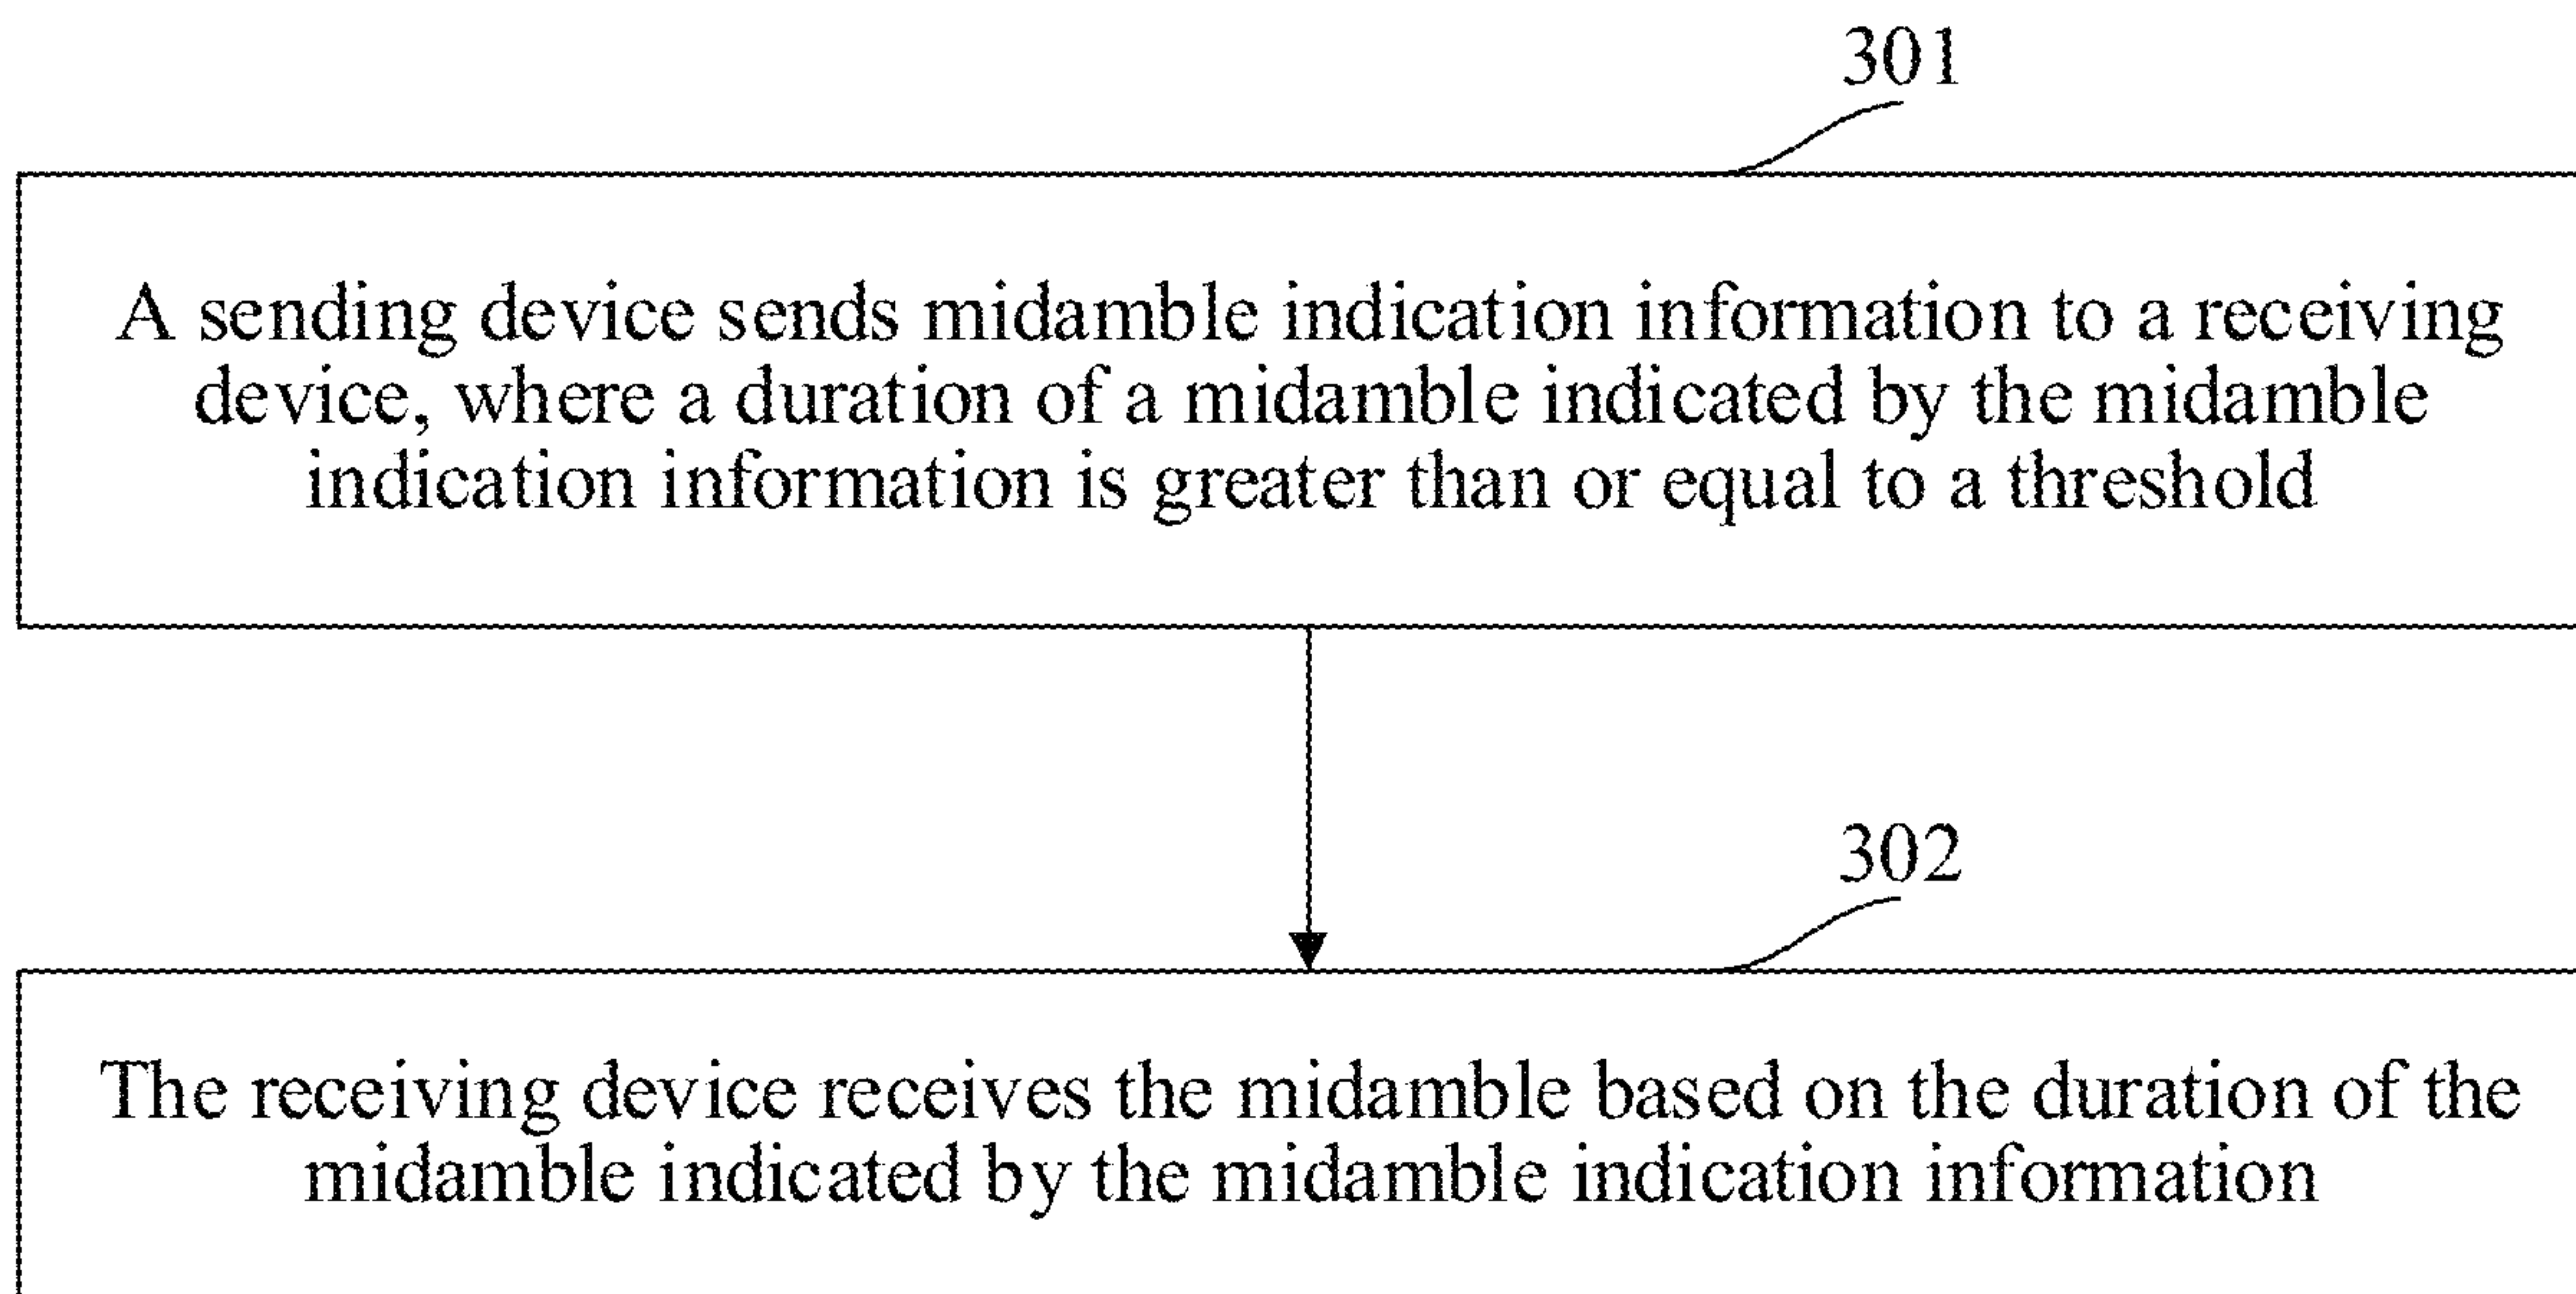 301
A sending device sends midamble indication information to a receiving
device, where a duration of a midamble indicated by the midamble
indication information is greater than or equal to a threshold
302
The receiving device receives the midamble based on the duration of the
midamble indicated by the midamble indication information